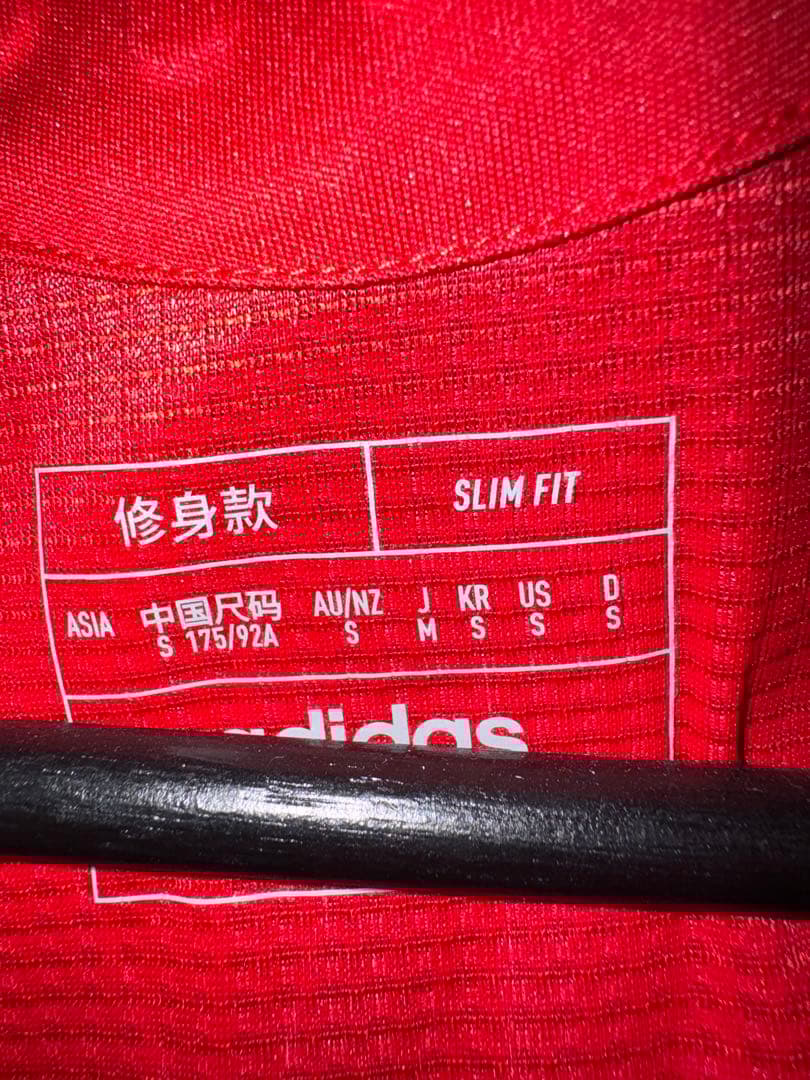 修身款 SLIM FIT
ASIA 中国尺码 AU/NZ J KR US D
S 175/92A S M S S S
adidas